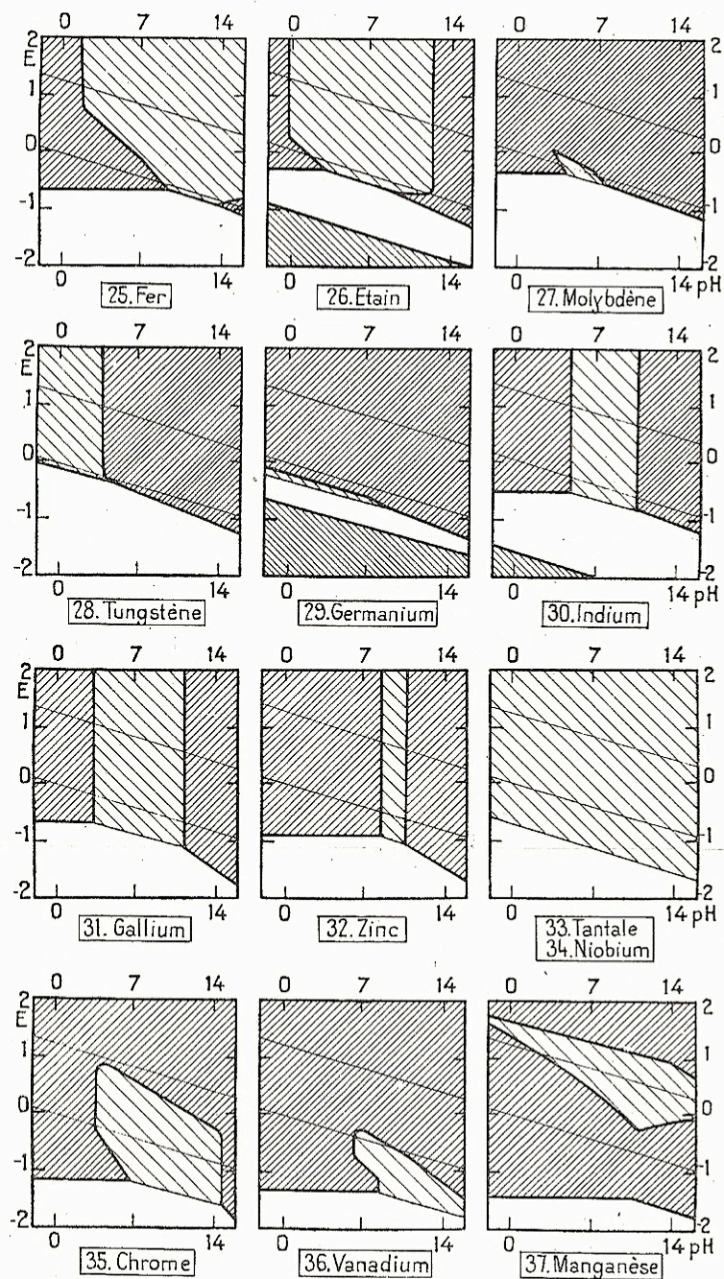 0 7 14 0 7 14 0 7 14
2 2
E
1 1
0 0
-1 -1
-2 -2
0 14 0 14 0 14 pH
25. Fer 26. Etain 27. Molybdène
0 7 14 0 7 14 0 7 14
2 2
E
1 1
0 0
-1 -1
-2 -2
0 14 0 14 0 14 pH
28. Tungstène 29. Germanium 30. Indium
0 7 14 0 7 14 0 7 14
2 2
E
1 1
0 0
-1 -1
-2 -2
0 14 0 14 0 14 pH
31. Gallium 32. Zinc 33. Tantale
34. Niobium
0 7 14 0 7 14 0 7 14
2 2
E
1 1
0 0
-1 -1
-2 -2
0 14 0 14 0 14 pH
35. Chrome 36. Vanadium 37. Manganèse